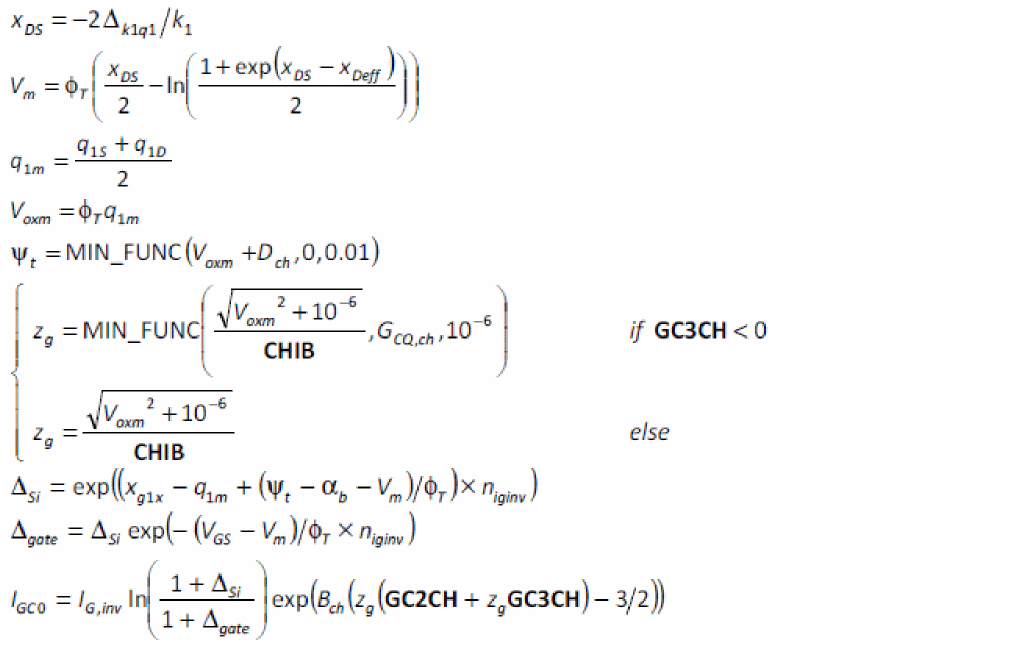 x_DS = −2Δ_k1q1/k_1
V_m = ϕ_T(x_DS/2 − ln((1 + exp(x_DS − x_Deff))/2))
q_1m = (q_1S + q_1D)/2
V_oxm = ϕ_T q_1m
ψ_t = MIN_FUNC(V_oxm + D_ch, 0, 0.01)
z_g = MIN_FUNC(√(V_oxm² + 10⁻⁶)/CHIB, G_CQ,ch, 10⁻⁶) if GC3CH < 0
z_g = √(V_oxm² + 10⁻⁶)/CHIB else
Δ_Si = exp((x_g1x − q_1m + (ψ_t − α_b − V_m)/ϕ_T) × n_iginv)
Δ_gate = Δ_Si exp(−(V_GS − V_m)/ϕ_T × n_iginv)
I_GC0 = I_G,inv ln((1 + Δ_Si)/(1 + Δ_gate)) exp(B_ch(z_g(GC2CH + z_g GC3CH) − 3/2))